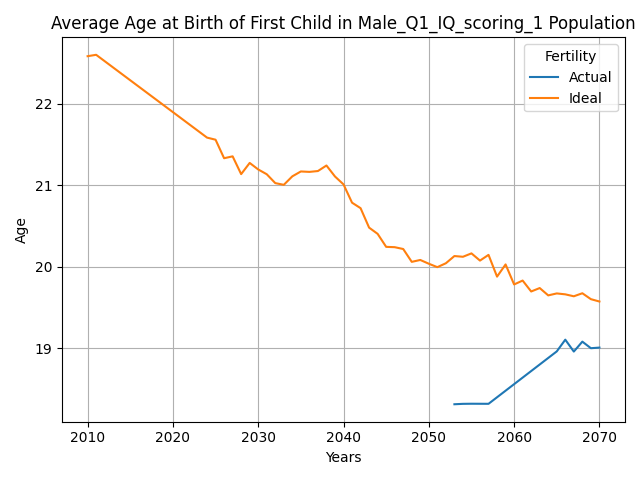 Average Age at Birth of First Child in Male_Q1_IQ_scoring_1 Population
Fertility
Actual
Ideal
22
21
20
19
Age
2010 2020 2030 2040 2050 2060 2070
Years